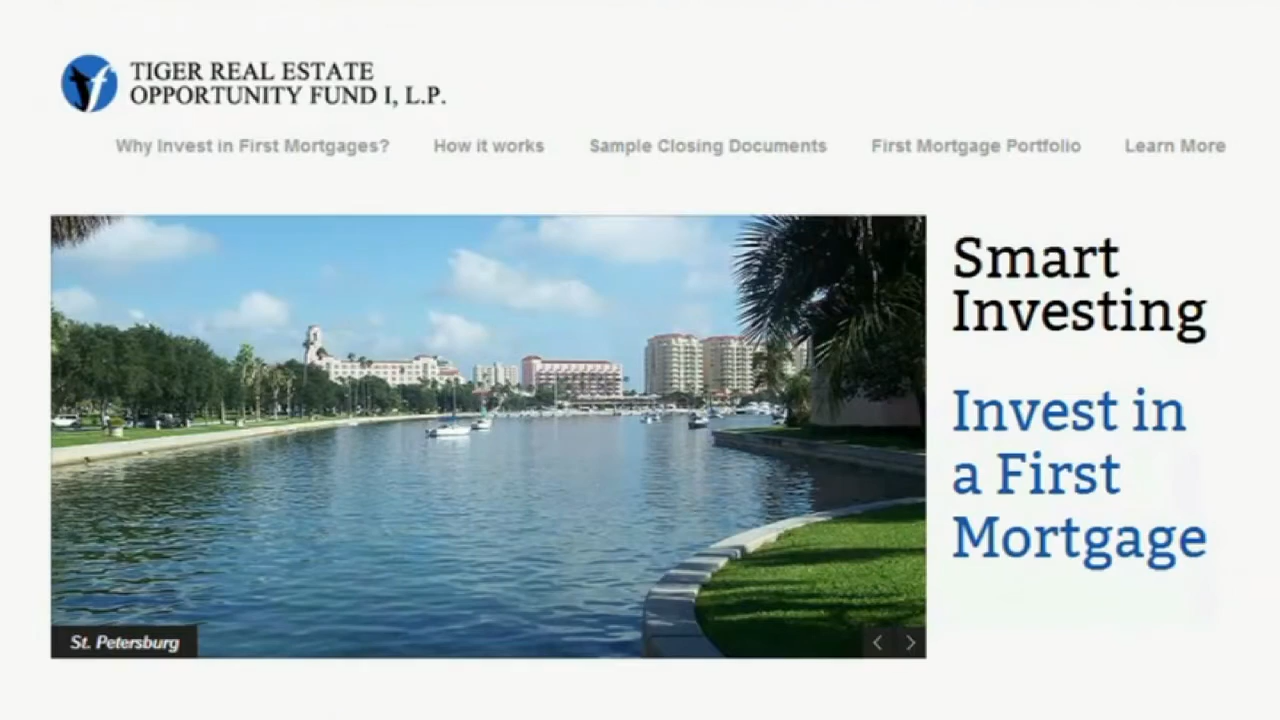 TIGER REAL ESTATE
OPPORTUNITY FUND I, L.P.
Why Invest in First Mortgages? How it works Sample Closing Documents First Mortgage Portfolio Learn More
Smart
Investing
Invest in
a First
Mortgage
St. Petersburg